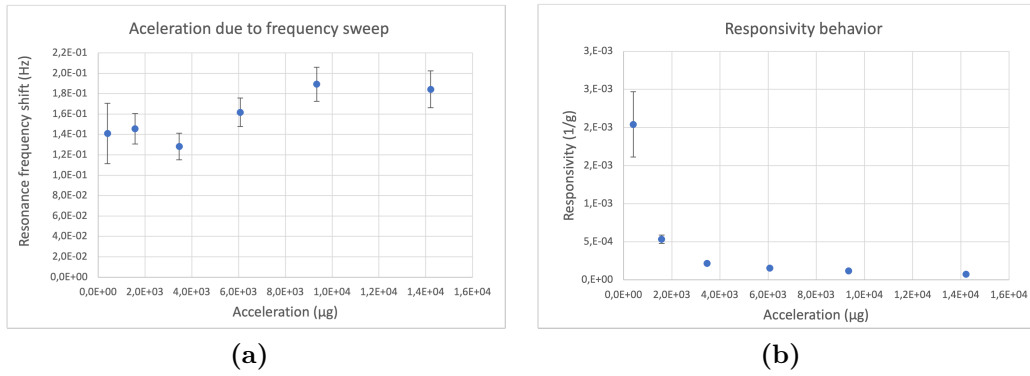 Aceleration due to frequency sweep
Resonance frequency shift (Hz)
2,2E-01
2,0E-01
1,8E-01
1,6E-01
1,4E-01
1,2E-01
1,0E-01
8,0E-02
6,0E-02
4,0E-02
2,0E-02
0,0E+00
0,0E+00 2,0E+03 4,0E+03 6,0E+03 8,0E+03 1,0E+04 1,2E+04 1,4E+04 1,6E+04
Acceleration (µg)
(a)
Responsivity behavior
Responsivity (1/g)
3,E-03
3,E-03
2,E-03
2,E-03
1,E-03
1,E-03
5,E-04
0,E+00
0,0E+00 2,0E+03 4,0E+03 6,0E+03 8,0E+03 1,0E+04 1,2E+04 1,4E+04 1,6E+04
Acceleration (µg)
(b)